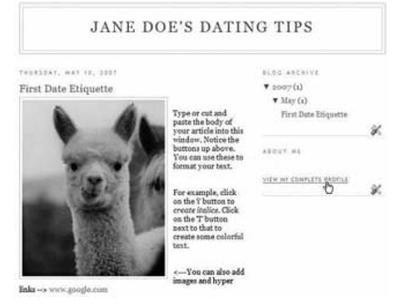 JANE DOE'S DATING TIPS
THURSDAY, MAY 10, 2007
First Date Etiquette
Type or cut and
paste the body of
your article into this
window. Notice the
buttons up above.
You can use these to
format your text.
For example, click
on the 'i' button to
create italics. Click
on the 'T' button
next to that to
create some colorful
text.
<---You can also add
images and hyper
links --> www.google.com
BLOG ARCHIVE
▼ 2007 (1)
▼ May (1)
First Date Etiquette
ABOUT ME
VIEW MY COMPLETE PROFILE